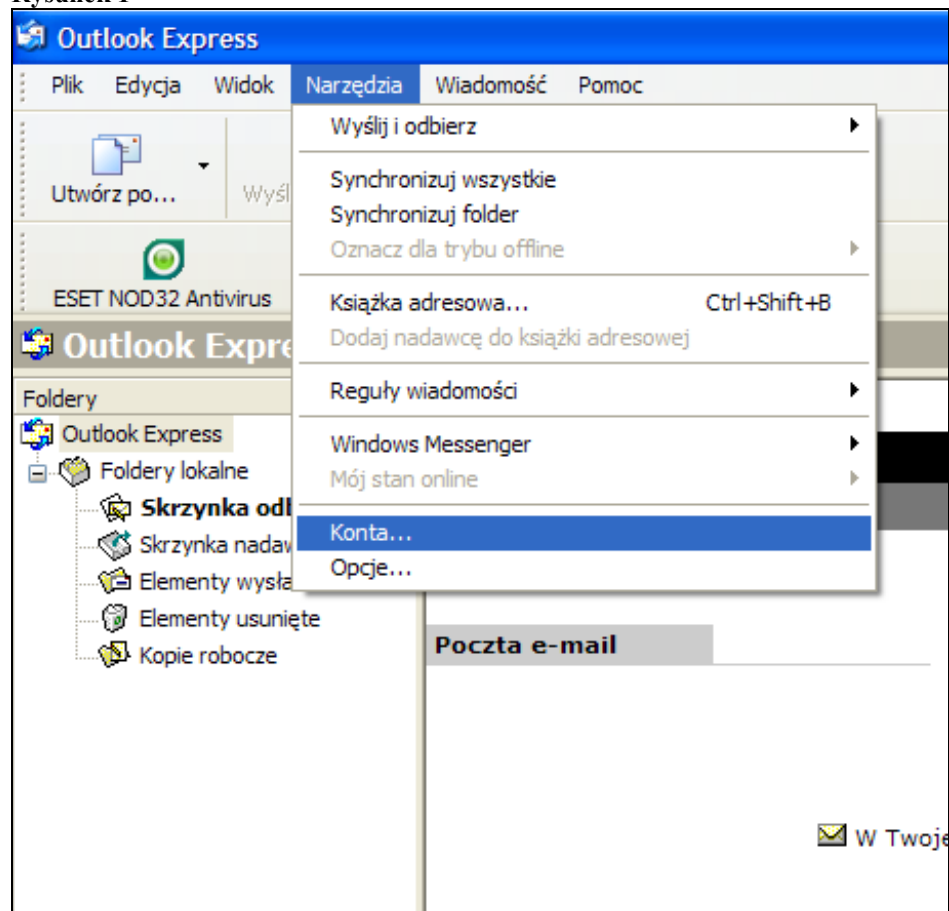 Outlook Express
Plik Edycja Widok Narzędzia Wiadomość Pomoc
Wyślij i odbierz
Utwórz po... Wyśl
Synchronizuj wszystkie
Synchronizuj folder
Oznacz dla trybu offline
ESET NOD32 Antivirus
Książka adresowa... Ctrl+Shift+B
Dodaj nadawcę do książki adresowej
Outlook Expre
Foldery
Reguły wiadomości
Outlook Express
Windows Messenger
Foldery lokalne
Mój stan online
Skrzynka odl
Konta...
Skrzynka nadaw
Opcje...
Elementy wysła
Elementy usunięte
Poczta e-mail
Kopie robocze
W Twoje